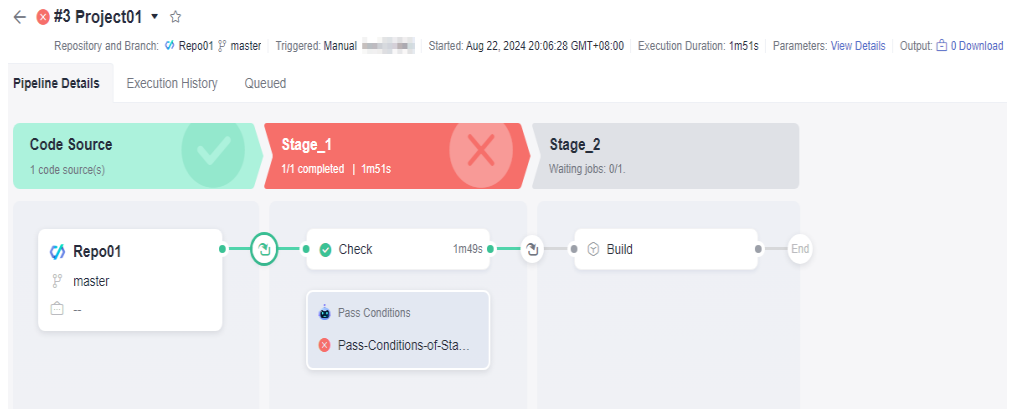 #3 Project01
Repository and Branch: Repo01 master Triggered: Manual Started: Aug 22, 2024 20:06:28 GMT+08:00 Execution Duration: 1m51s Parameters: View Details Output: 0 Download
Pipeline Details Execution History Queued
Code Source
1 code source(s)
Stage_1
1/1 completed | 1m51s
Stage_2
Waiting jobs: 0/1.
Repo01
master
--
Check 1m49s
Pass Conditions
Pass-Conditions-of-Sta...
Build
End